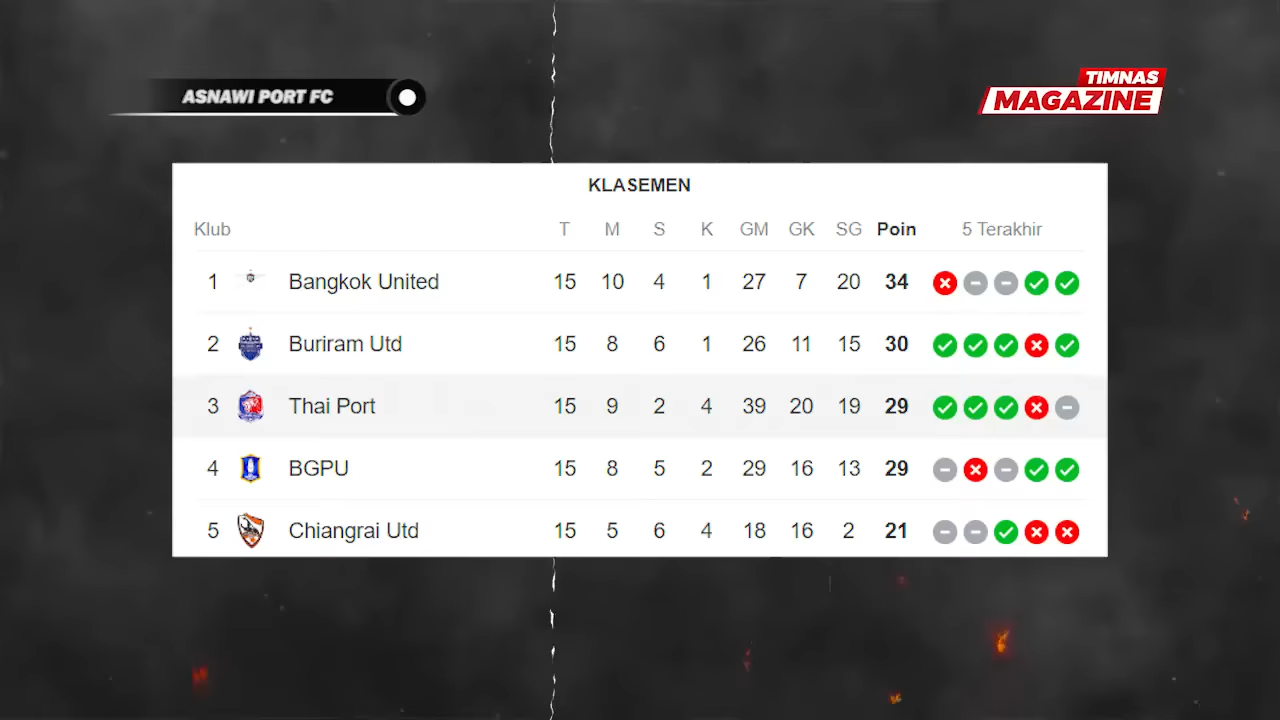 ASNAWI PORT FC
TIMNAS
MAGAZINE
KLASEMEN
Klub T M S K GM GK SG Poin 5 Terakhir
1 Bangkok United 15 10 4 1 27 7 20 34
2 Buriram Utd 15 8 6 1 26 11 15 30
3 Thai Port 15 9 2 4 39 20 19 29
4 BGPU 15 8 5 2 29 16 13 29
5 Chiangrai Utd 15 5 6 4 18 16 2 21